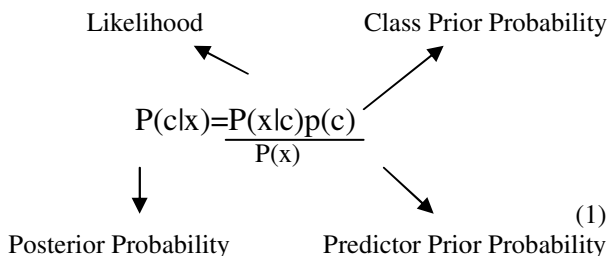 Likelihood Class Prior Probability
P(c|x)=P(x|c)p(c)
P(x)
(1)
Posterior Probability Predictor Prior Probability